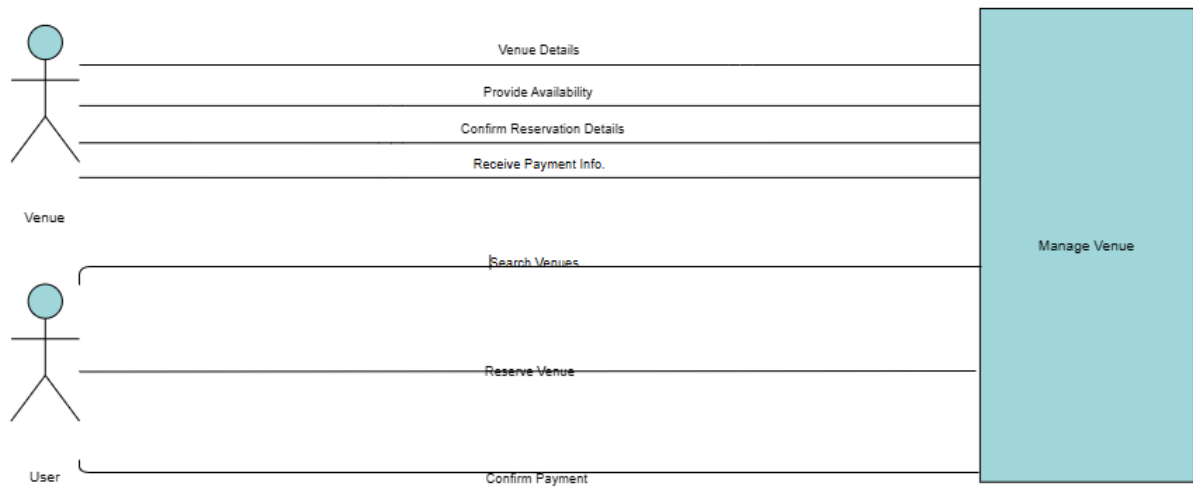 Venue Details
Provide Availability
Confirm Reservation Details
Receive Payment Info.
Venue
Manage Venue
Search Venues
Reserve Venue
User
Confirm Payment